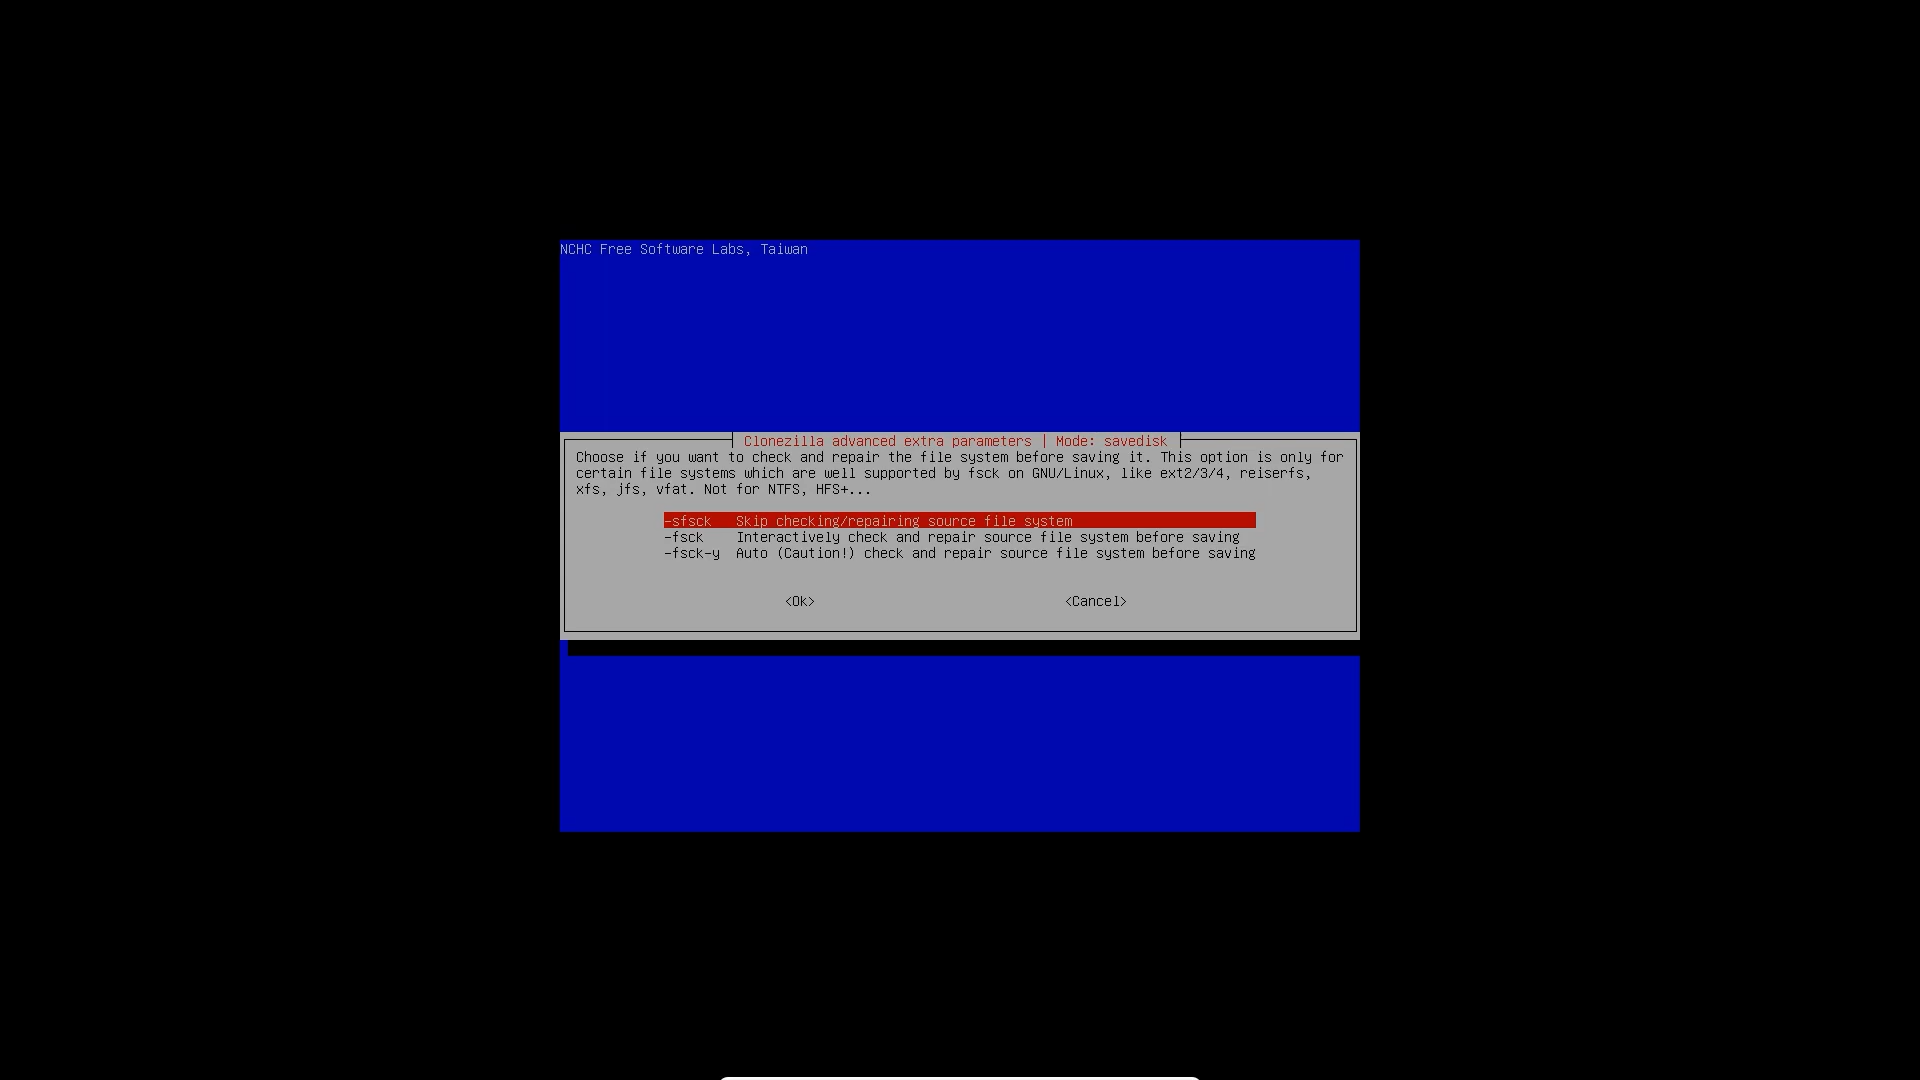 NCHC Free Software Labs, Taiwan
Clonezilla advanced extra parameters | Mode: savedisk
Choose if you want to check and repair the file system before saving it. This option is only for
certain file systems which are well supported by fsck on GNU/Linux, like ext2/3/4, reiserfs,
xfs, jfs, vfat. Not for NTFS, HFS+...
-sfsck Skip checking/repairing source file system
-fsck Interactively check and repair source file system before saving
-fsck-y Auto (Caution!) check and repair source file system before saving
<Ok> <Cancel>